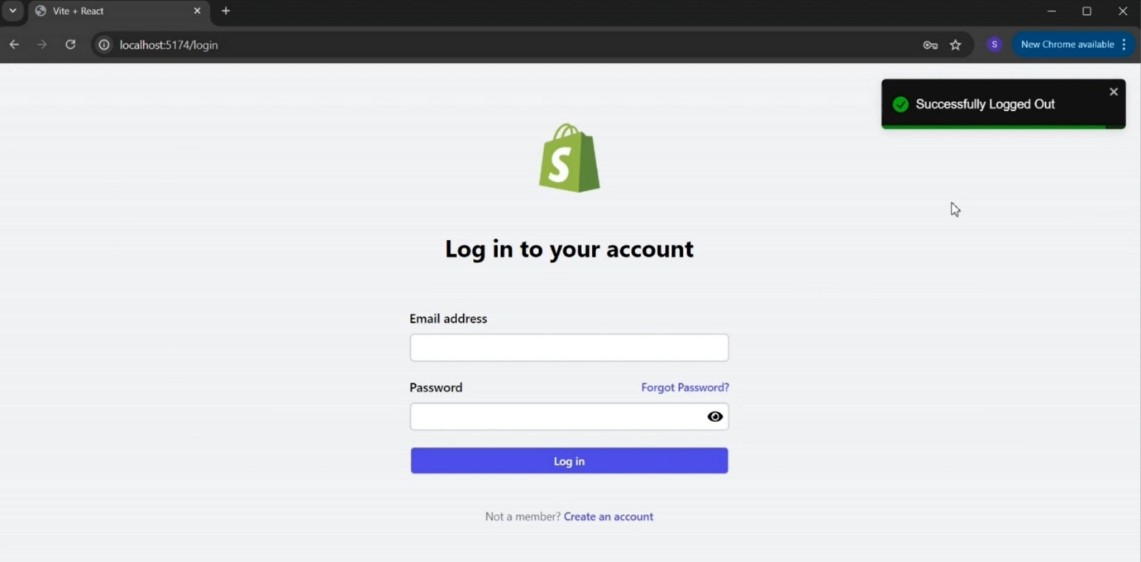 Vite + React
localhost:5174/login
S
New Chrome available
Successfully Logged Out
S
Log in to your account
Email address
Password
Forgot Password?
Log in
Not a member? Create an account